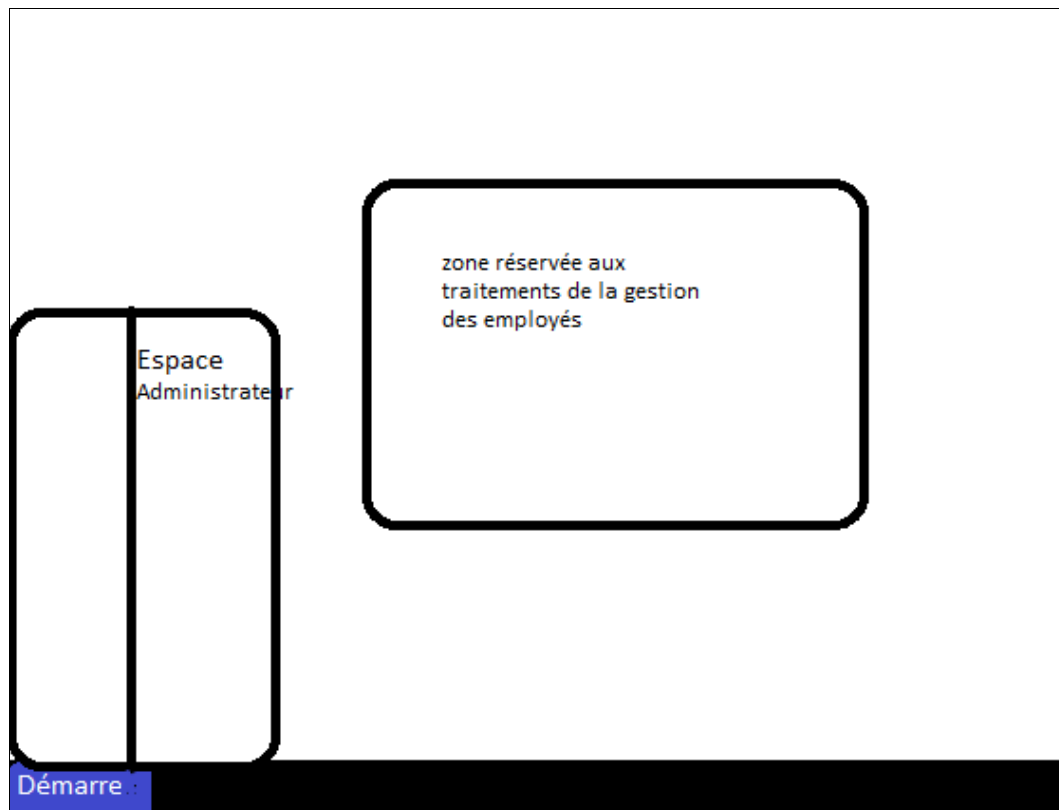 zone réservée aux
traitements de la gestion
des employés
Espace
Administrateur
Démarre